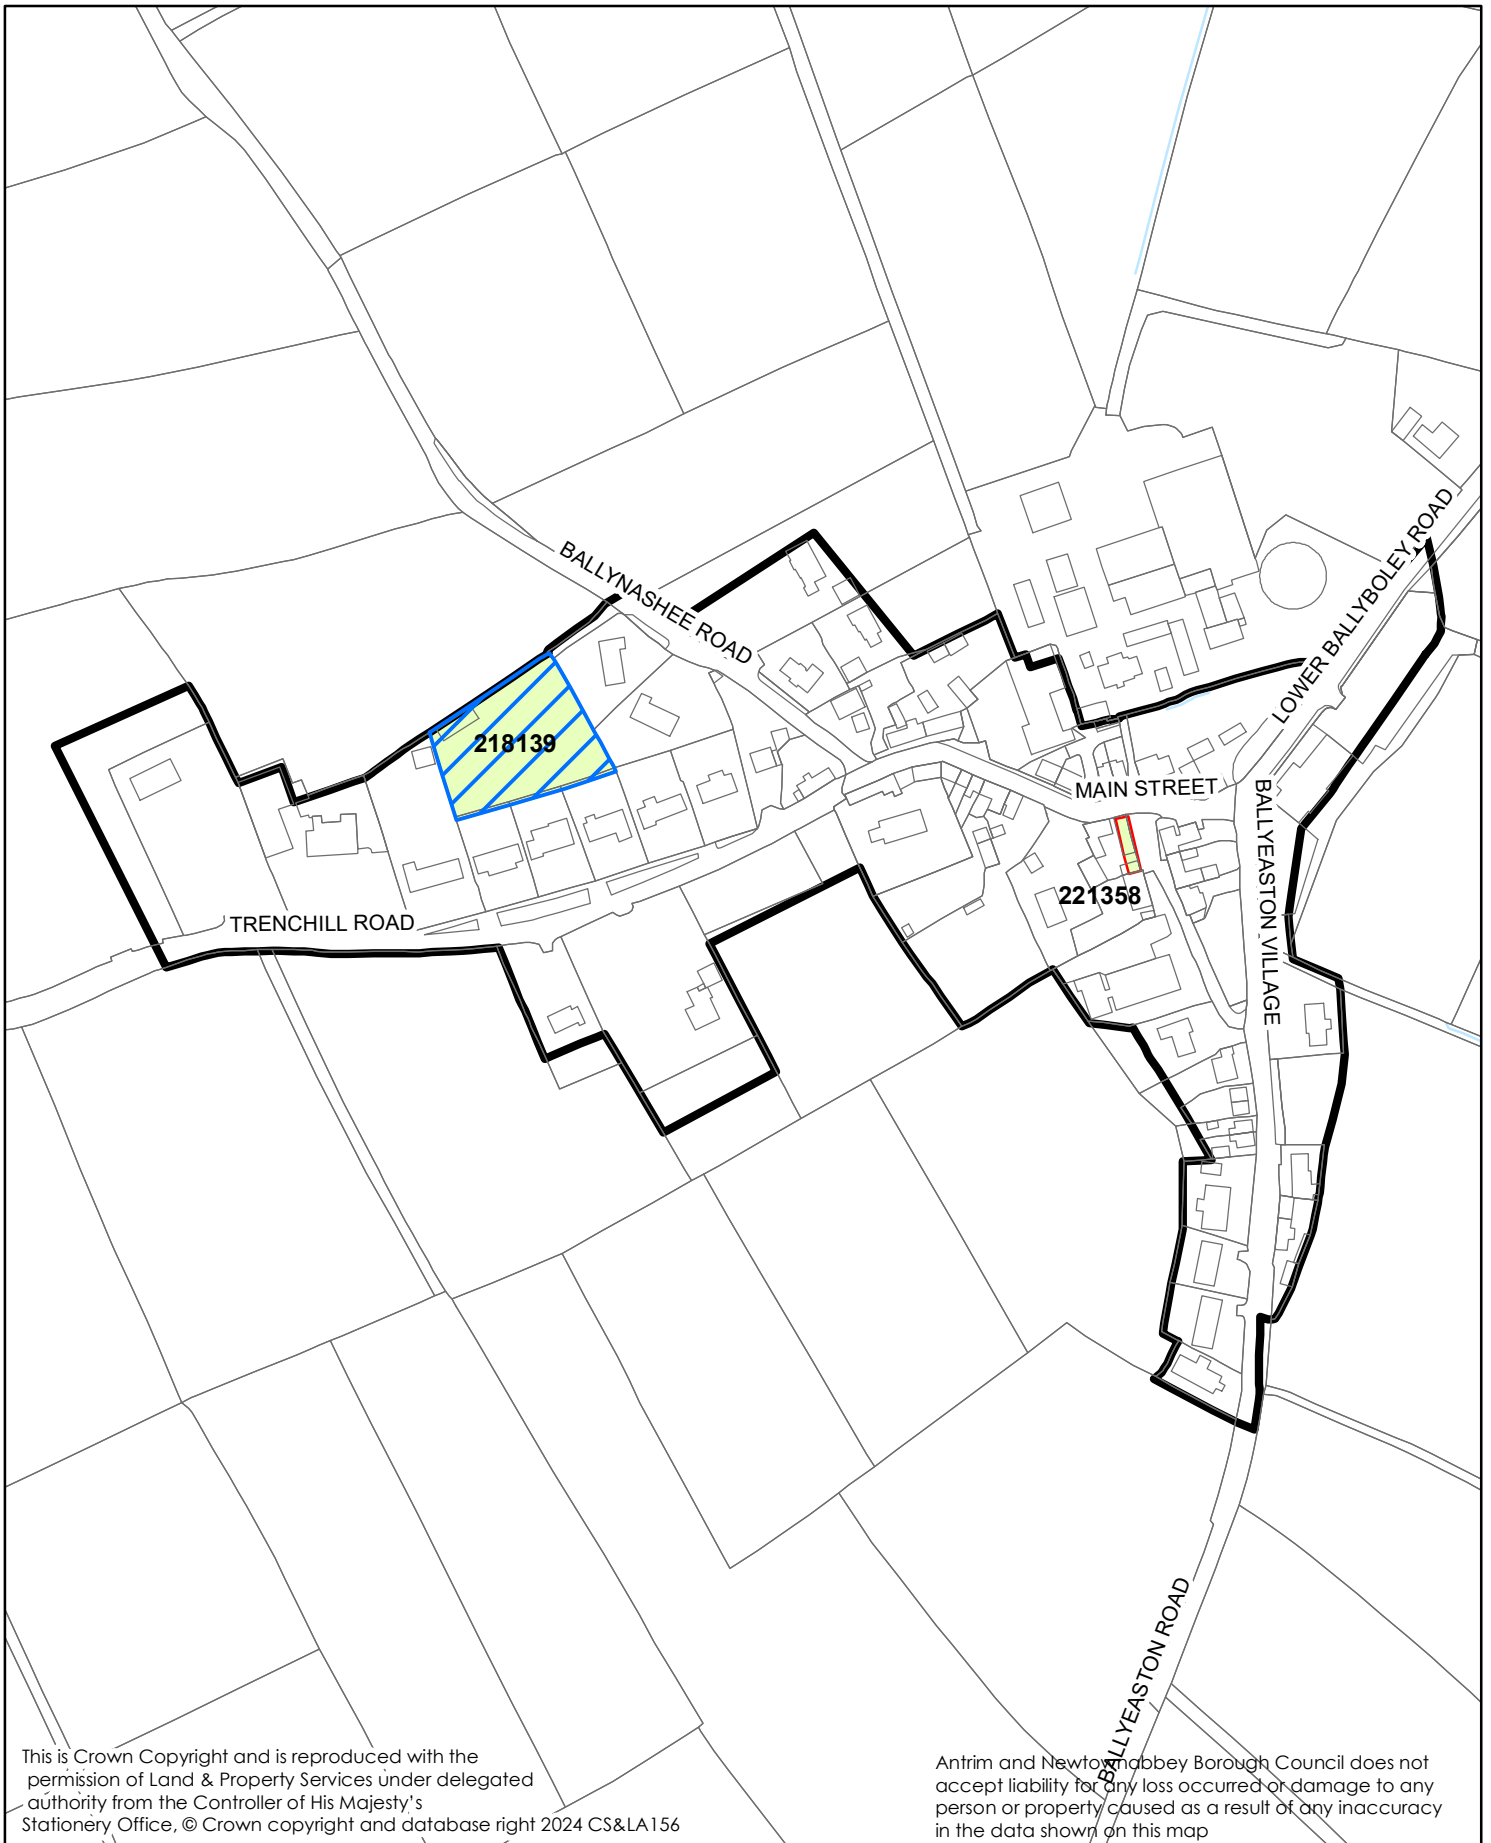 BALLYNASHEE ROAD
LOWER BALLYBOLEY ROAD
218139
MAIN STREET
BALLYEASTON VILLAGE
221358
TRENCHILL ROAD
BALLYEASTON ROAD
This is Crown Copyright and is reproduced with the
permission of Land & Property Services under delegated
authority from the Controller of His Majesty's
Stationery Office, © Crown copyright and database right 2024 CS&LA156
Antrim and Newtownabbey Borough Council does not
accept liability for any loss occurred or damage to any
person or property caused as a result of any inaccuracy
in the data shown on this map